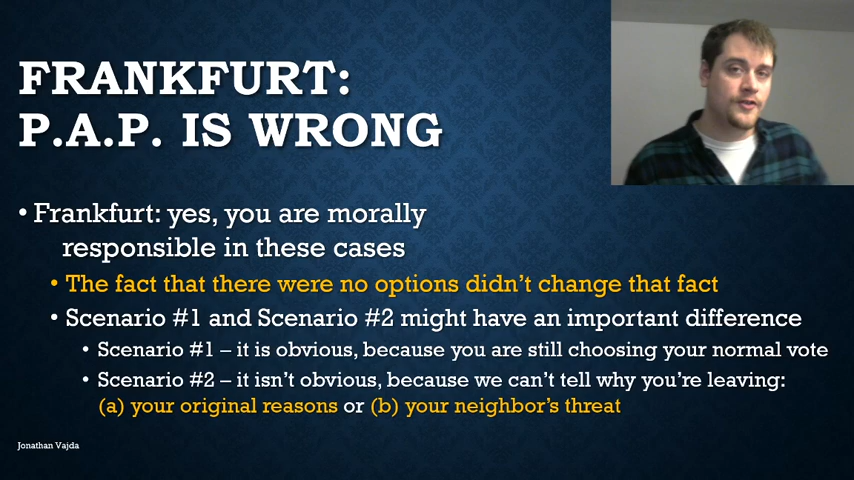 FRANKFURT:
P.A.P. IS WRONG
• Frankfurt: yes, you are morally
responsible in these cases
• The fact that there were no options didn't change that fact
• Scenario #1 and Scenario #2 might have an important difference
• Scenario #1 – it is obvious, because you are still choosing your normal vote
• Scenario #2 – it isn't obvious, because we can't tell why you're leaving:
(a) your original reasons or (b) your neighbor's threat
Jonathan Vajda